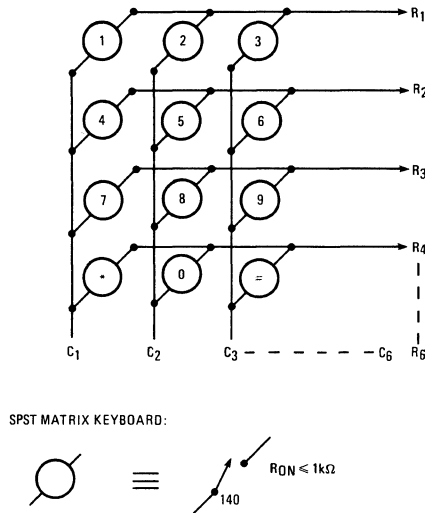 R1
1 2 3
R2
4 5 6
R3
7 8 9
R4
* 0 =
C1 C2 C3 C6 R6
SPST MATRIX KEYBOARD:
RON ≤ 1kΩ
140